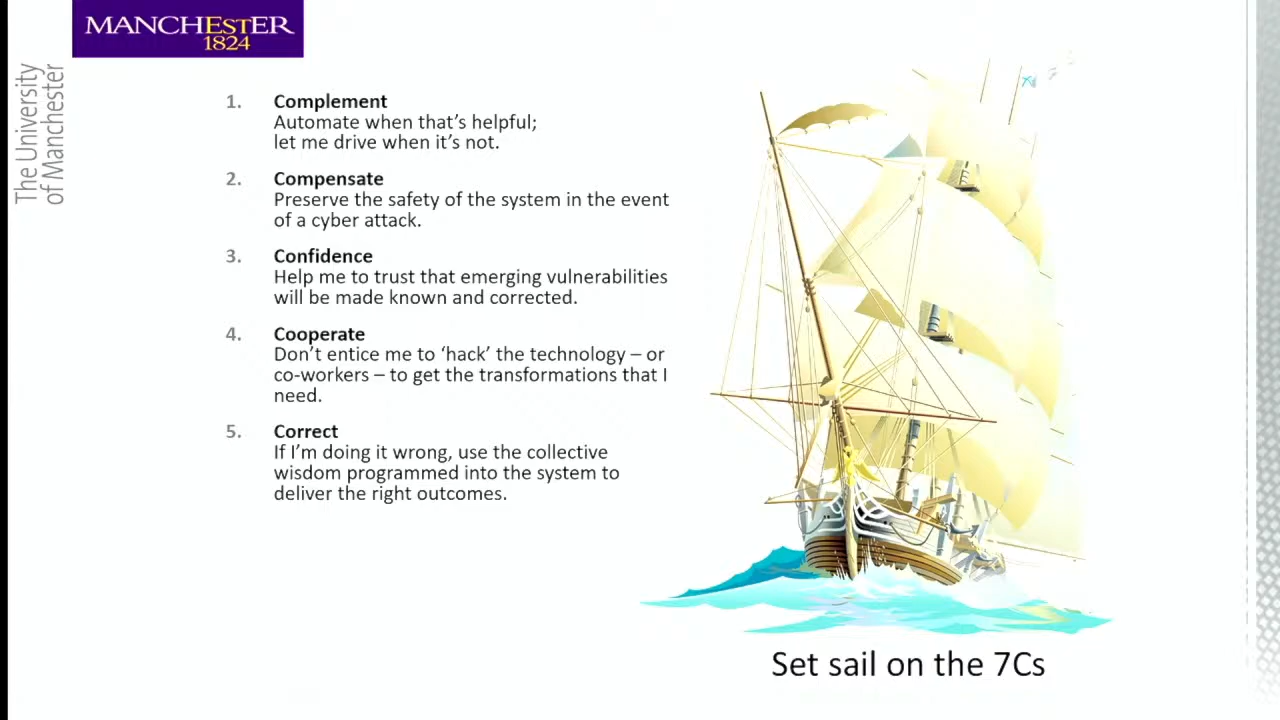 MANCHESTER
1824
The University
of Manchester
1. Complement
Automate when that's helpful;
let me drive when it's not.
2. Compensate
Preserve the safety of the system in the event
of a cyber attack.
3. Confidence
Help me to trust that emerging vulnerabilities
will be made known and corrected.
4. Cooperate
Don't entice me to ‘hack’ the technology – or
co-workers – to get the transformations that I
need.
5. Correct
If I'm doing it wrong, use the collective
wisdom programmed into the system to
deliver the right outcomes.
Set sail on the 7Cs